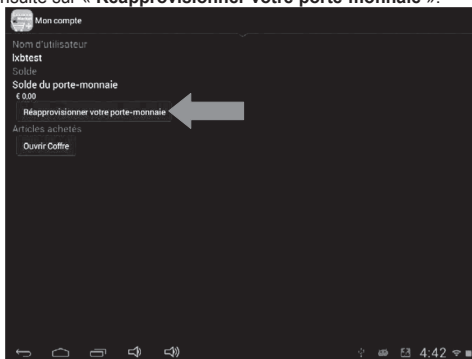 nsuite sur « Réapprovisionner votre porte-monnaie ».
Mon compte
Nom d'utilisateur
lxbtest
Solde
Solde du porte-monnaie
€ 0,00
Réapprovisionner votre porte-monnaie
Articles achetés
Ouvrir Coffre
4:42